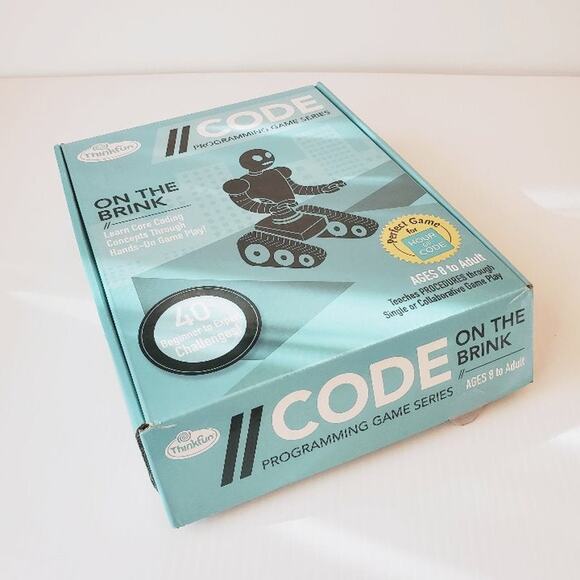 Thinkfun
//CODE
PROGRAMMING GAME SERIES
ON THE
BRINK
//
Learn Core Coding
Concepts Through
Hands-On Game Play!
Perfect Game
for
HOUR
OF
CODE
AGES 8 to Adult
Teaches PROCEDURES through
Single or Collaborative Game Play
40
Beginner to Expert
Challenges!
Thinkfun
//CODE
PROGRAMMING GAME SERIES
ON THE
BRINK
//
AGES 8 to Adult